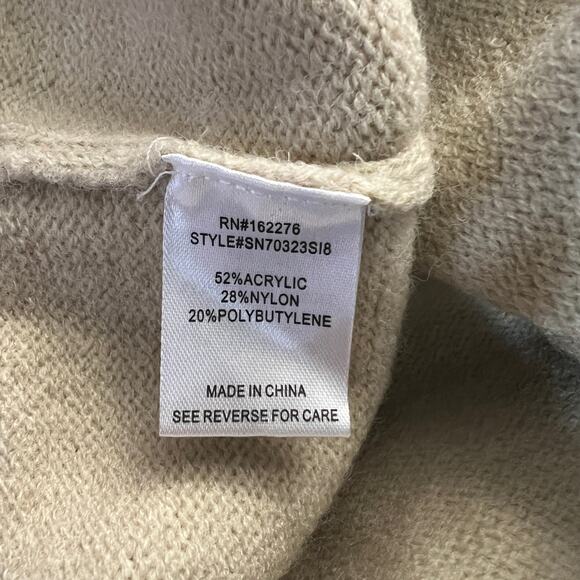 RN#162276
STYLE#SN70323SI8
52%ACRYLIC
28%NYLON
20%POLYBUTYLENE
MADE IN CHINA
SEE REVERSE FOR CARE